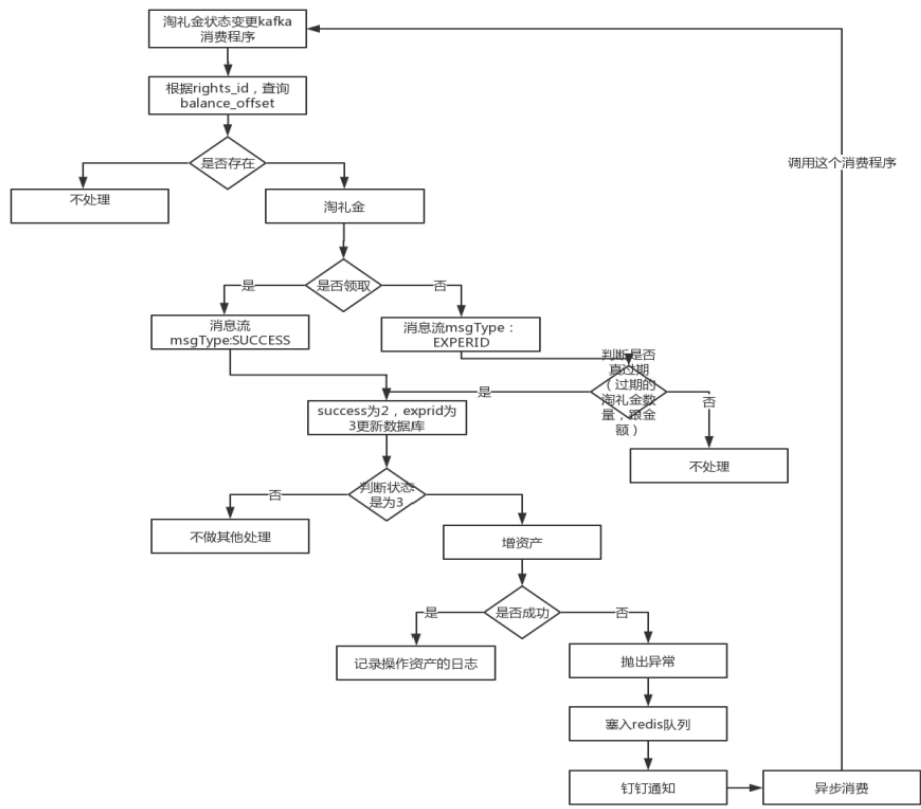 淘礼金状态变更kafka
消费程序
根据rights_id，查询
balance_offset
是否存在
调用这个消费程序
不处理
淘礼金
是否领取
是
否
消息流
msgType:SUCCESS
消息流msgType：
EXPERID
判断是否
真过期
（过期的
淘礼金数
量，跟金
额）
是
否
success为2，exprid为
3更新数据库
不处理
判断状态
是为3
否
不做其他处理
增资产
是否成功
是
否
记录操作资产的日志
抛出异常
塞入redis队列
钉钉通知
异步消费